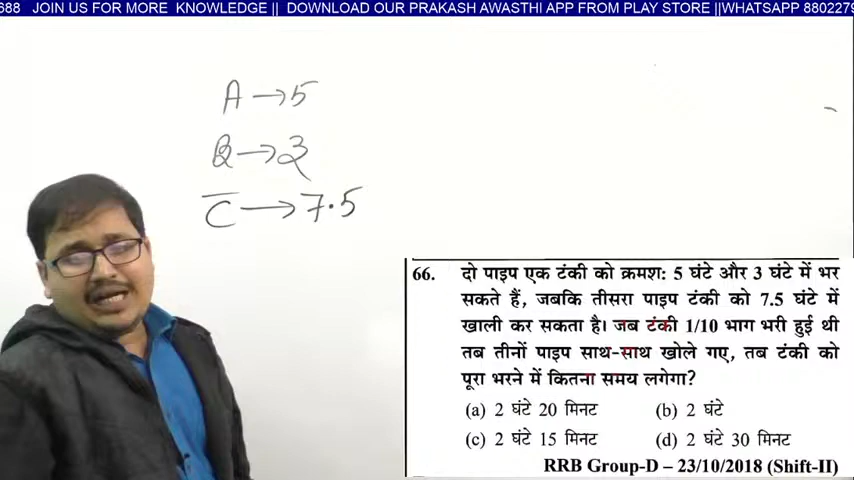 688 JOIN US FOR MORE KNOWLEDGE || DOWNLOAD OUR PRAKASH AWASTHI APP FROM PLAY STORE ||WHATSAPP 8802279
A → 5
B → 3
C → 7.5
66. दो पाइप एक टंकी को क्रमश: 5 घंटे और 3 घंटे में भर
सकते हैं, जबकि तीसरा पाइप टंकी को 7.5 घंटे में
खाली कर सकता है। जब टंकी 1/10 भाग भरी हुई थी
तब तीनों पाइप साथ-साथ खोले गए, तब टंकी को
पूरा भरने में कितना समय लगेगा?
(a) 2 घंटे 20 मिनट (b) 2 घंटे
(c) 2 घंटे 15 मिनट (d) 2 घंटे 30 मिनट
RRB Group-D – 23/10/2018 (Shift-II)